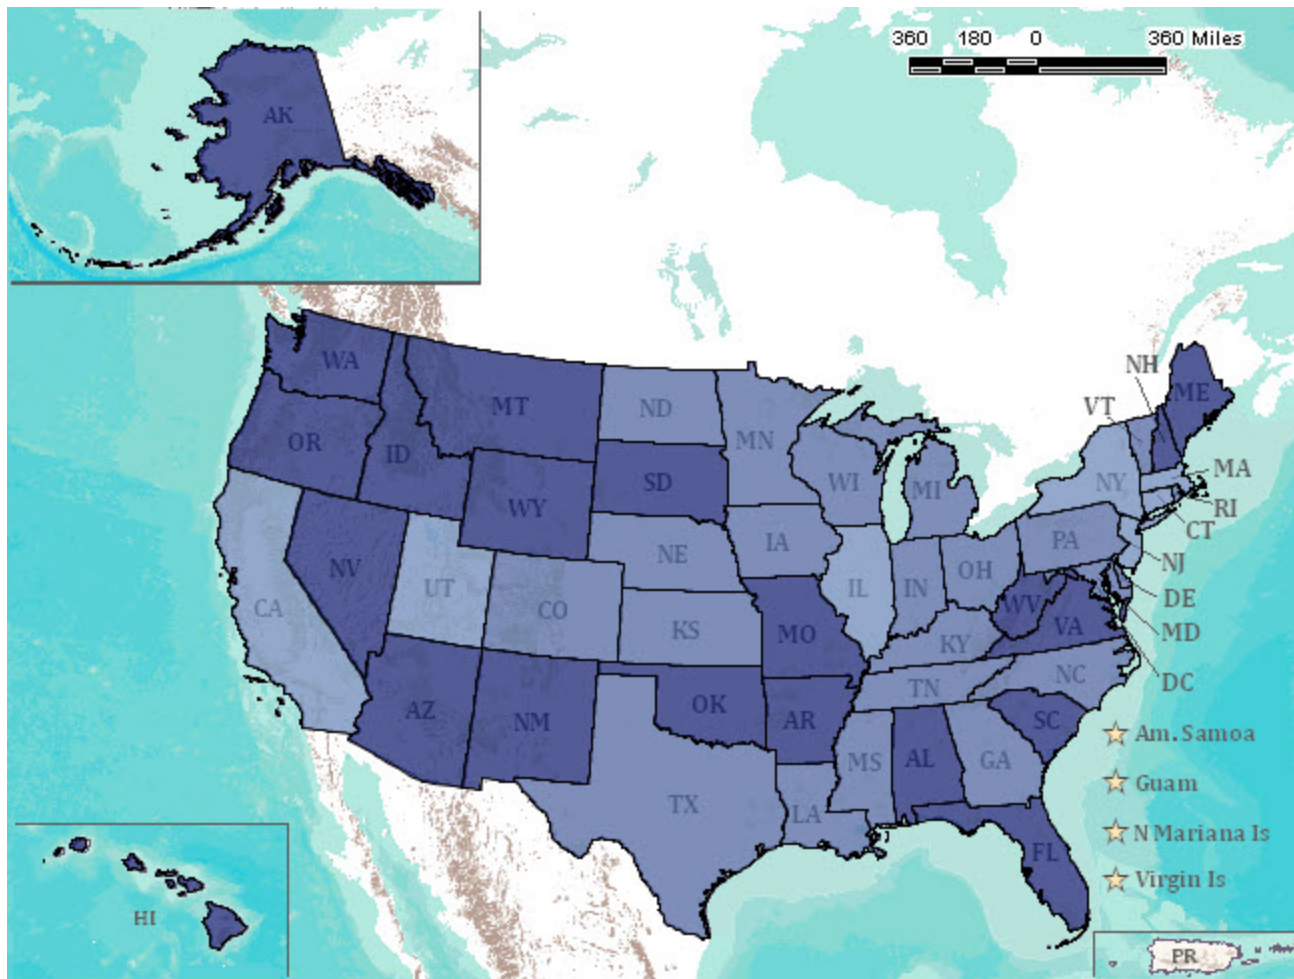 360 180 0 360 Miles
AK
NH
WA
ME
MT
ND
VT
OR
MN
ID
MA
WI
NY
SD
MI
RI
WY
CT
IA
PA
NE
NJ
NV
OH
UT
IL
IN
DE
CO
WV
CA
VA
MD
KS
MO
KY
DC
NC
TN
OK
AZ
AR
NM
SC
Am. Samoa
AL
GA
MS
Guam
TX
LA
N Mariana Is
FL
Virgin Is
HI
PR